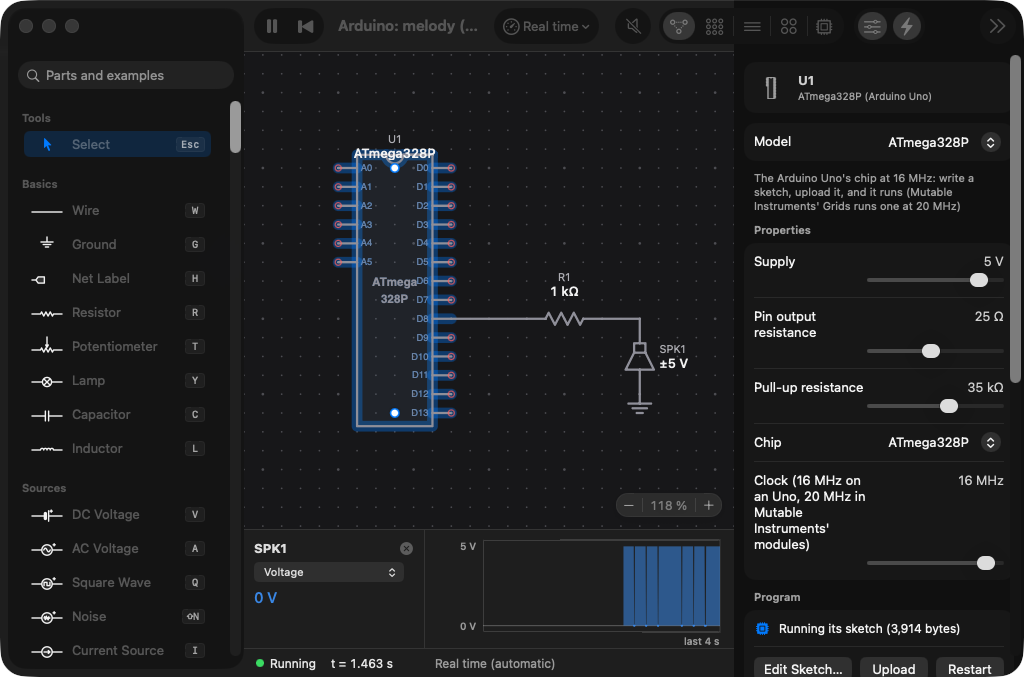 Arduino: melody (...
Real time
Parts and examples
Tools
Select Esc
Basics
Wire W
Ground G
Net Label H
Resistor R
Potentiometer T
Lamp Y
Capacitor C
Inductor L
Sources
DC Voltage V
AC Voltage A
Square Wave Q
Noise ⇧N
Current Source I
U1
ATmega328P
A0 D0
A1 D1
A2 D2
A3 D3
A4 D4
A5 D5
D6
ATmega
328P
D7
D8
D9
D10
D11
D12
D13
R1
1 kΩ
SPK1
±5 V
− 118 % +
SPK1
Voltage
0 V
5 V
0 V
last 4 s
Running t = 1.463 s Real time (automatic)
U1
ATmega328P (Arduino Uno)
Model ATmega328P
The Arduino Uno's chip at 16 MHz: write a
sketch, upload it, and it runs (Mutable
Instruments' Grids runs one at 20 MHz)
Properties
Supply 5 V
Pin output
resistance
25 Ω
Pull-up resistance 35 kΩ
Chip ATmega328P
Clock (16 MHz on
an Uno, 20 MHz in
Mutable
Instruments'
modules)
16 MHz
Program
Running its sketch (3,914 bytes)
Edit Sketch... Upload Restart